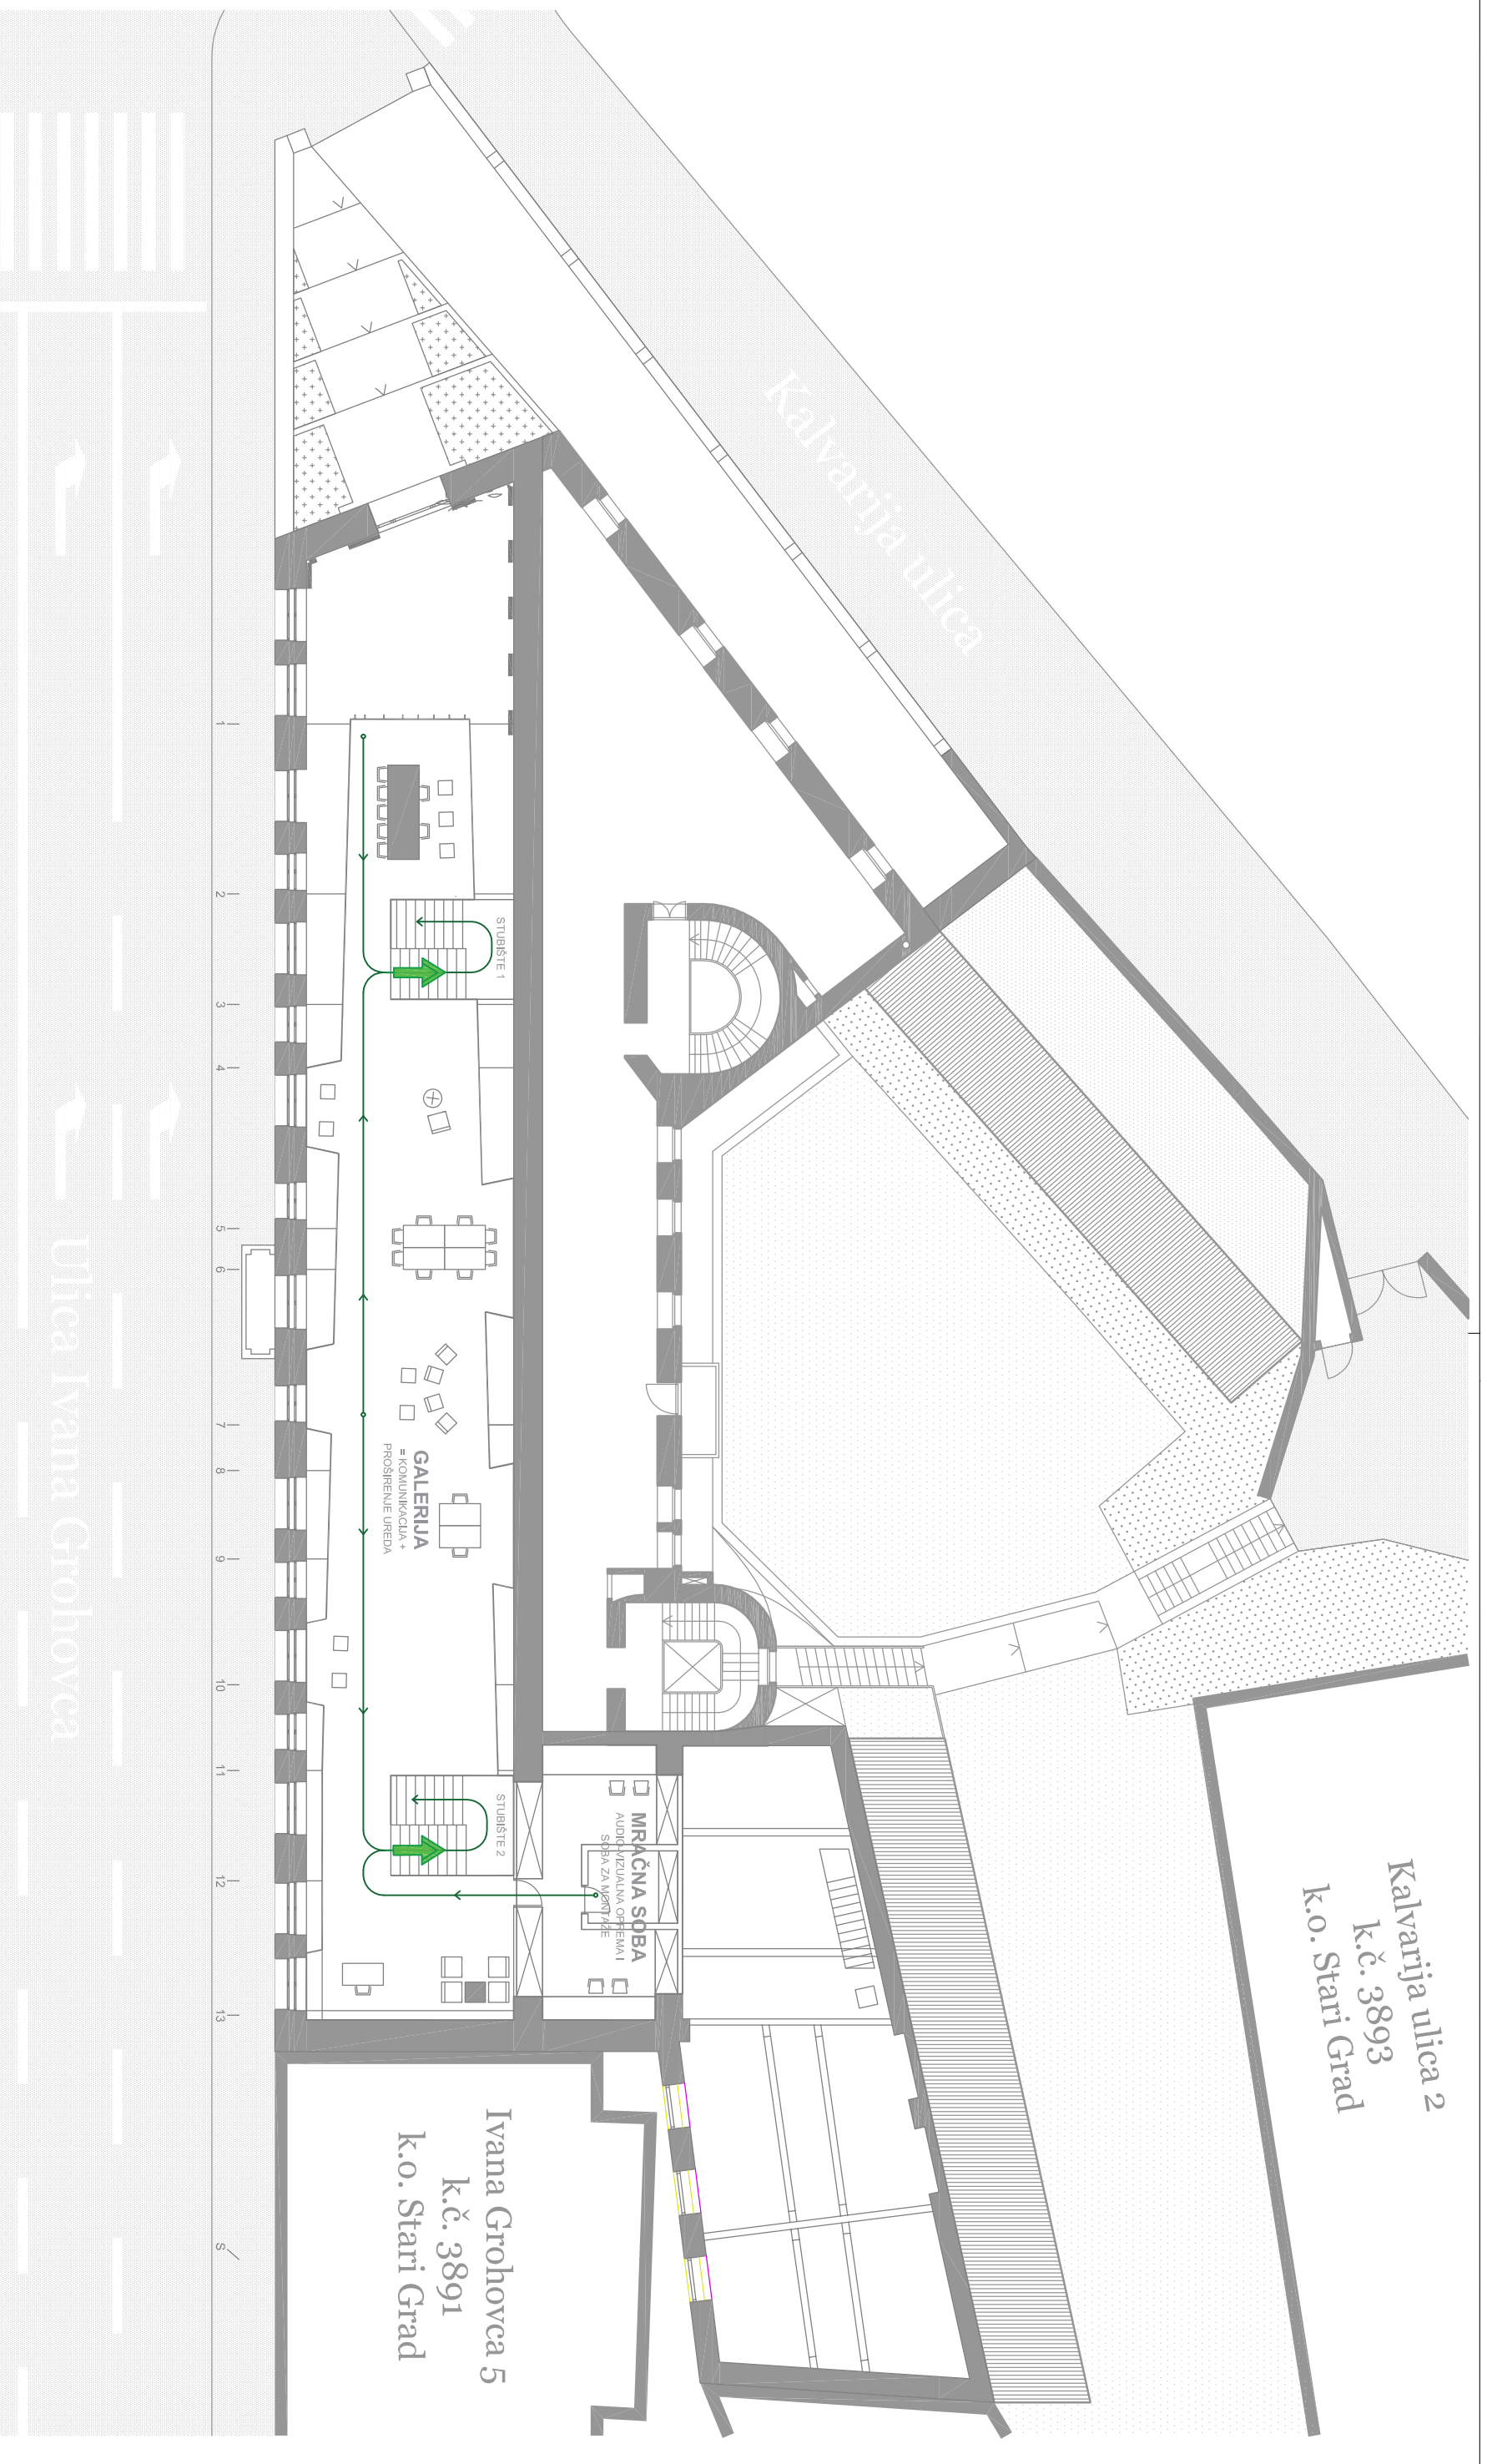 Kalvarija ulica
Kalvarija ulica 2
k.č. 3893
k.o. Stari Grad
STUBIŠTE 1
GALERIJA
= KOMUNIKACIJA +
PROŠIRENJE UREDA
MRAČNA SOBA
AUDIO-VIZUALNA OPREMA I
SOBA ZA MONTAŽE
STUBIŠTE 2
Ivana Grohovca 5
k.č. 3891
k.o. Stari Grad
1
2
3
4
5
6
7
8
9
10
11
12
13
S
Ulica Ivana Grohovca